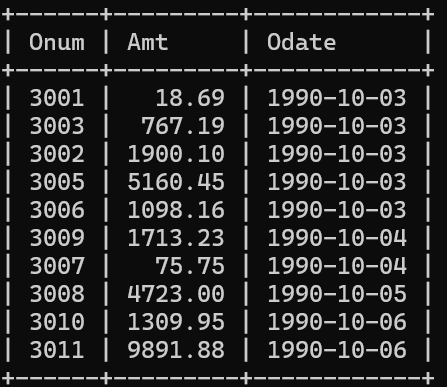 +------+---------+------------+
| Onum | Amt     | Odate      |
+------+---------+------------+
| 3001 |   18.69 | 1990-10-03 |
| 3003 |  767.19 | 1990-10-03 |
| 3002 | 1900.10 | 1990-10-03 |
| 3005 | 5160.45 | 1990-10-03 |
| 3006 | 1098.16 | 1990-10-03 |
| 3009 | 1713.23 | 1990-10-04 |
| 3007 |   75.75 | 1990-10-04 |
| 3008 | 4723.00 | 1990-10-05 |
| 3010 | 1309.95 | 1990-10-06 |
| 3011 | 9891.88 | 1990-10-06 |
+------+---------+------------+